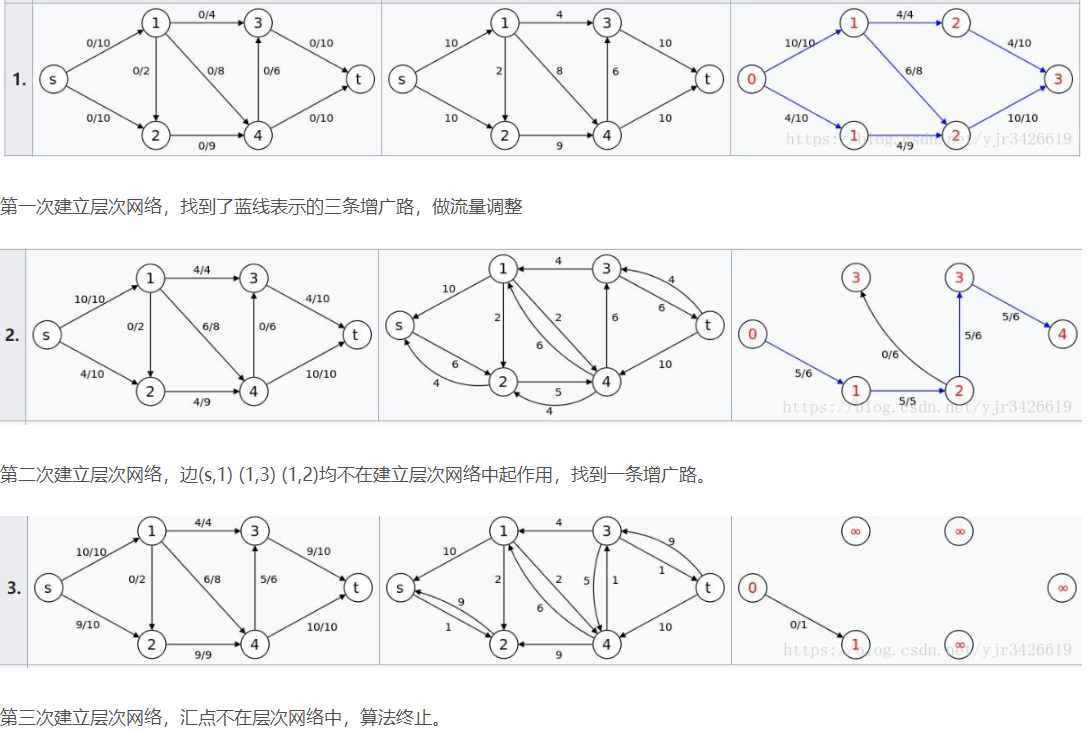 1.
s 1 2 3 4 t
0/10 0/10 0/4 0/2 0/8 0/6 0/9 0/10 0/10
s 1 2 3 4 t
10 10 4 2 8 6 9 10 10
0 1 1 2 2 3
10/10 4/10 4/4 6/8 4/9 4/10 10/10
https://blog.csdn.net/yjr3426619
第一次建立层次网络，找到了蓝线表示的三条增广路，做流量调整
2.
s 1 2 3 4 t
10/10 4/10 4/4 0/2 6/8 0/6 4/9 4/10 10/10
s 1 2 3 4 t
10 6 4 4 2 2 6 6 5 4 4 6 10
0 3 1 3 2 4
5/6 0/6 5/5 5/6 5/6
https://blog.csdn.net/yjr3426619
第二次建立层次网络，边(s,1) (1,3) (1,2)均不在建立层次网络中起作用，找到一条增广路。
3.
s 1 2 3 4 t
10/10 9/10 4/4 0/2 6/8 5/6 9/9 9/10 10/10
s 1 2 3 4 t
10 9 1 4 2 2 6 5 1 9 9 1 10
0 ∞ 1 ∞ ∞ ∞
0/1
https://blog.csdn.net/yjr3426619
第三次建立层次网络，汇点不在层次网络中，算法终止。